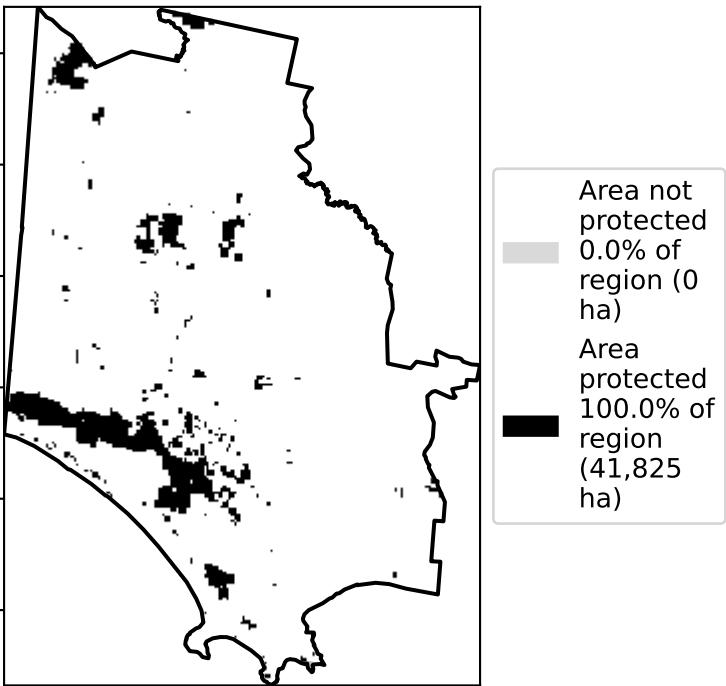 Area not
protected
0.0% of
region (0
ha)
Area
protected
100.0% of
region
(41,825
ha)